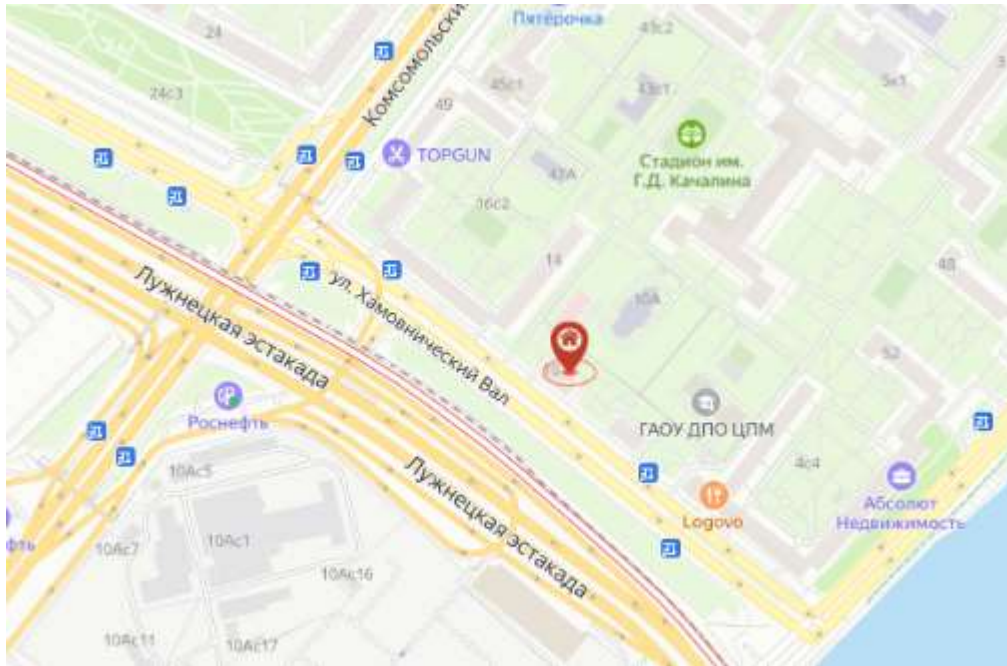 Пятёрочка
24
43с2
24с3
Комсомольский
45с1
43с1
5к1
49
TOPGUN
Стадион им.
Г.Д. Качалина
16с2
14
10А
48
Ул. Хамовнический Вал
Лужнецкая эстакада
52
Роснефть
ГАОУ ДПО ЦПМ
10Ас5
4с4
Лужнецкая эстакада
Logovo
Абсолют
Недвижимость
10Ас7
10Ас1
10Ас16
10Ас11
10Ас17